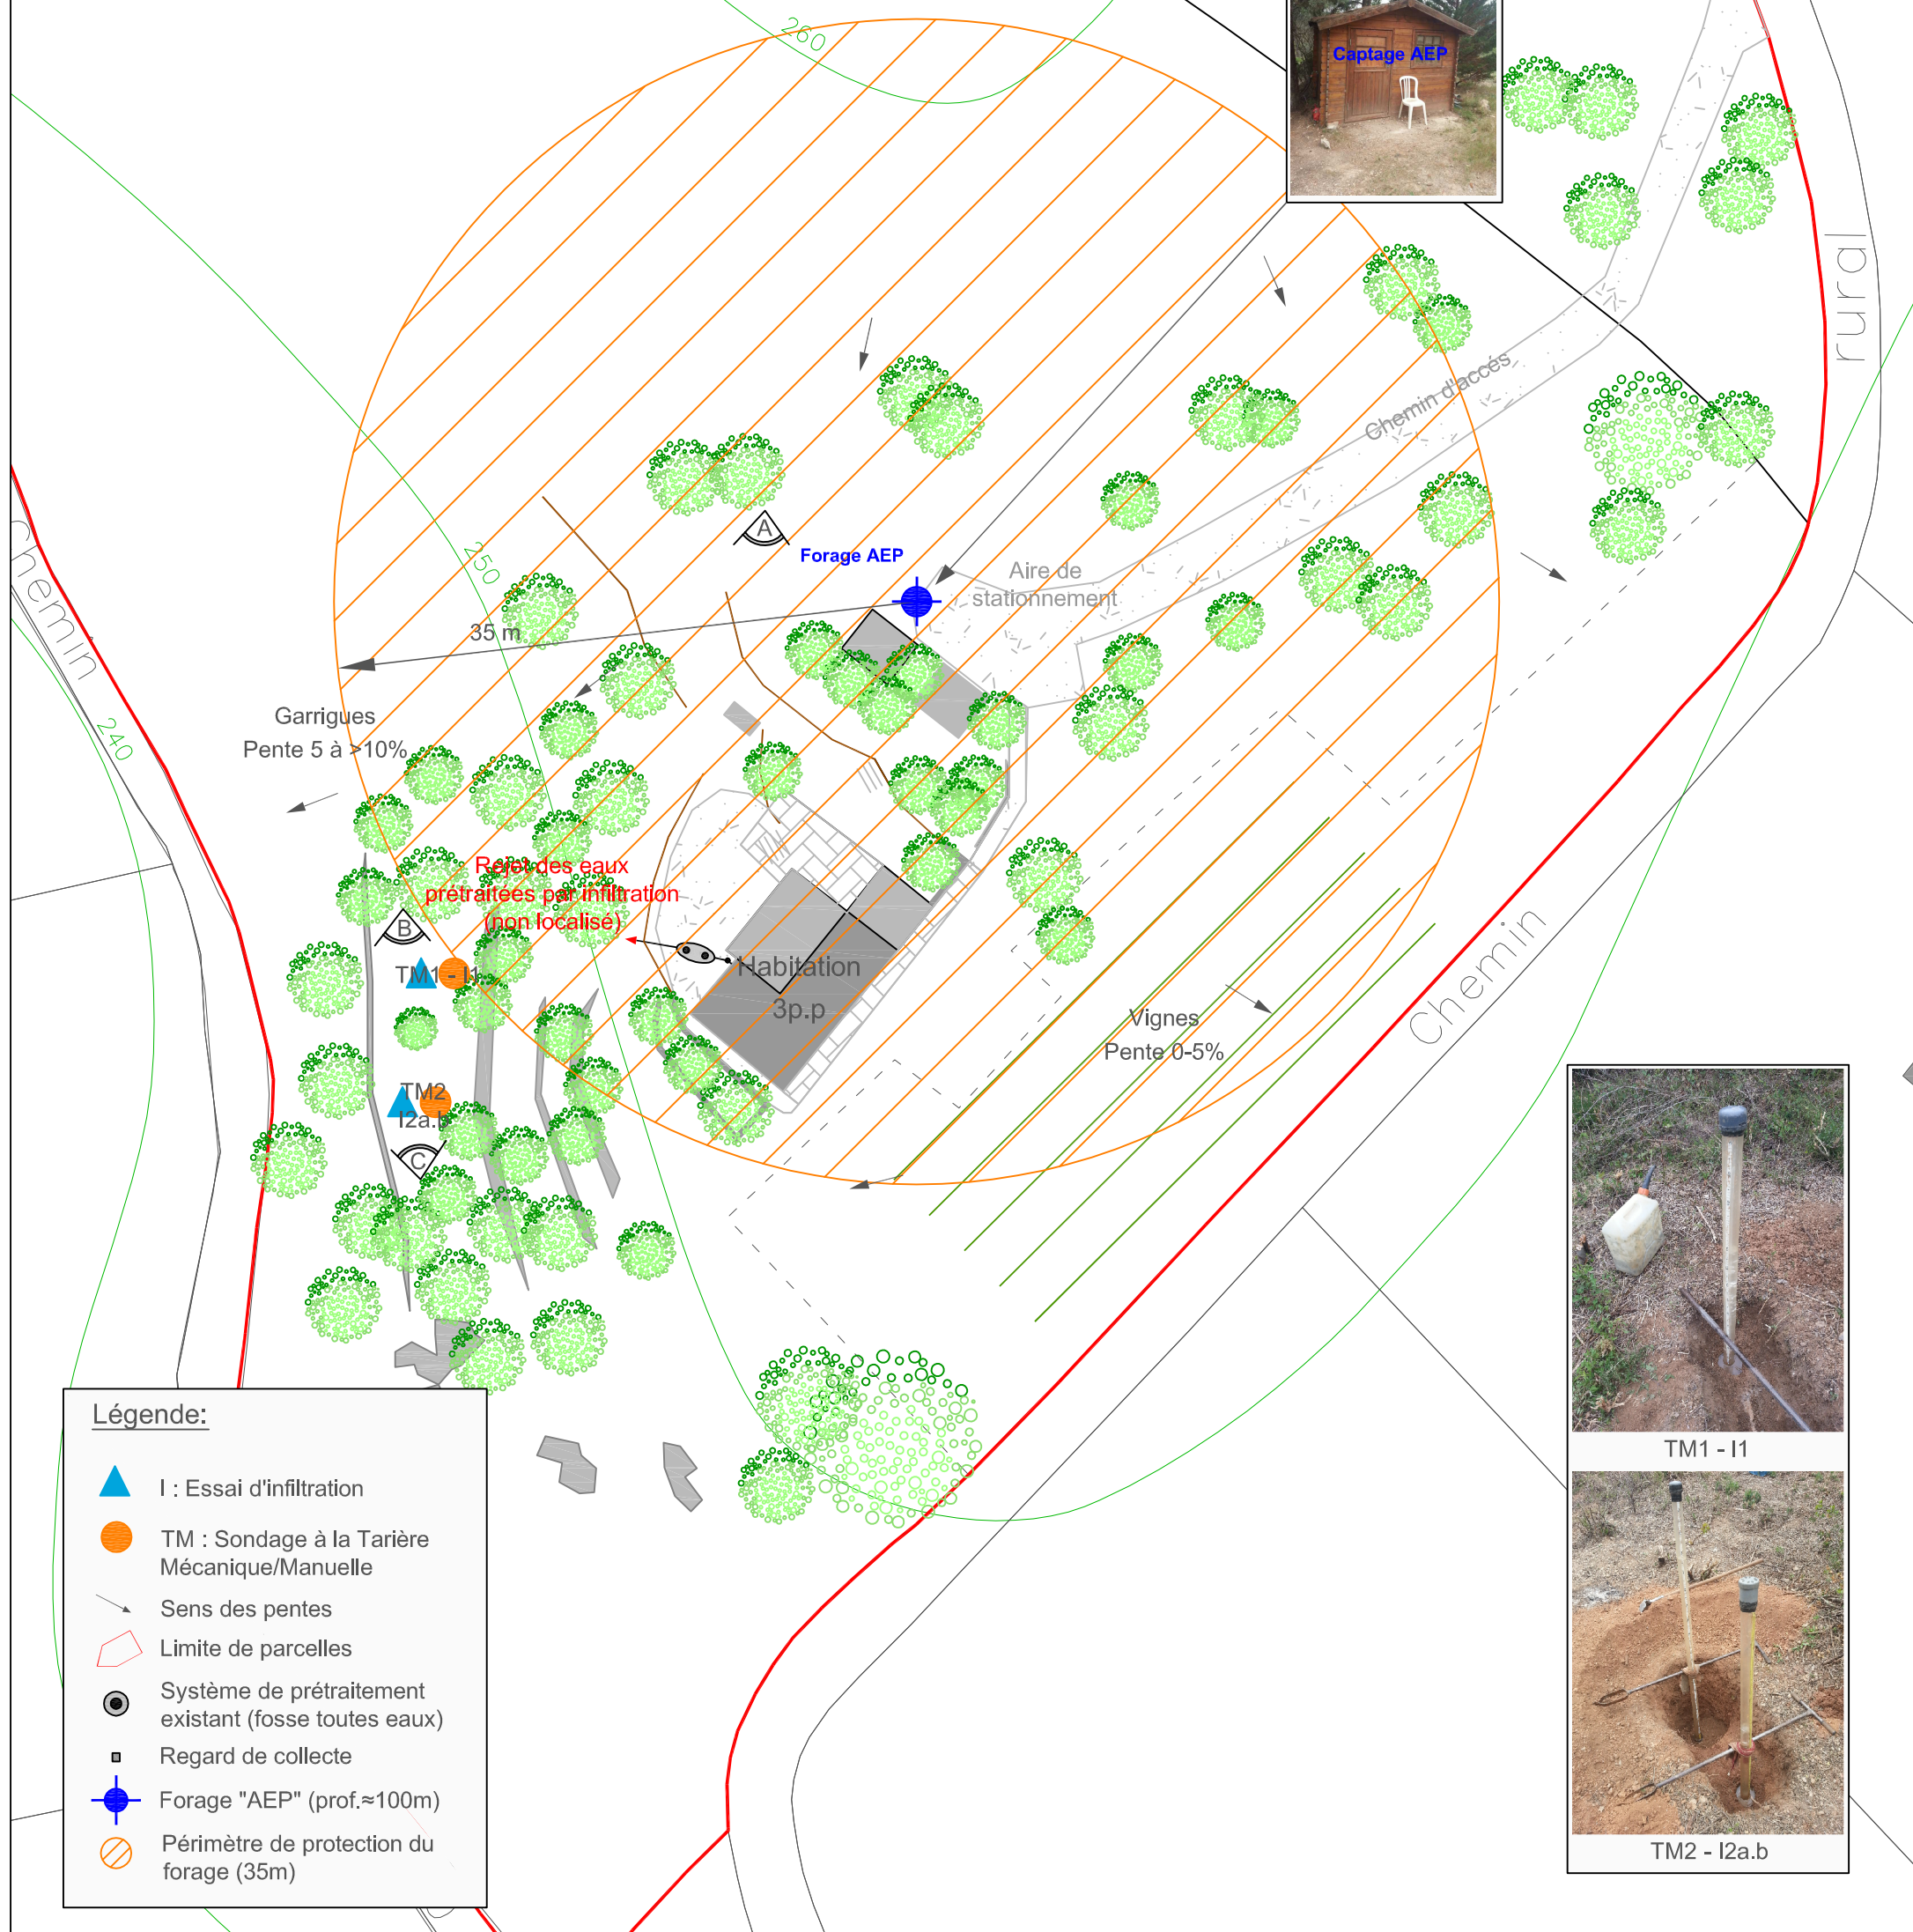 260
Captage AEP
rural
Chemin d'accés
250
A
Forage AEP
Aire de
stationnement
35 m
Chemin
Garrigues
Pente 5 à >10%
240
Rejet des eaux
prétraitées par infiltration
(non localisé)
B
TM1 - I1
Habitation
3p.p
Vignes
Pente 0-5%
Chemin
TM2
I2a.b
C
TM1 - I1
TM2 - I2a.b
Légende:
I : Essai d'infiltration
TM : Sondage à la Tarière
Mécanique/Manuelle
Sens des pentes
Limite de parcelles
Système de prétraitement
existant (fosse toutes eaux)
Regard de collecte
Forage "AEP" (prof.≈100m)
Périmètre de protection du
forage (35m)